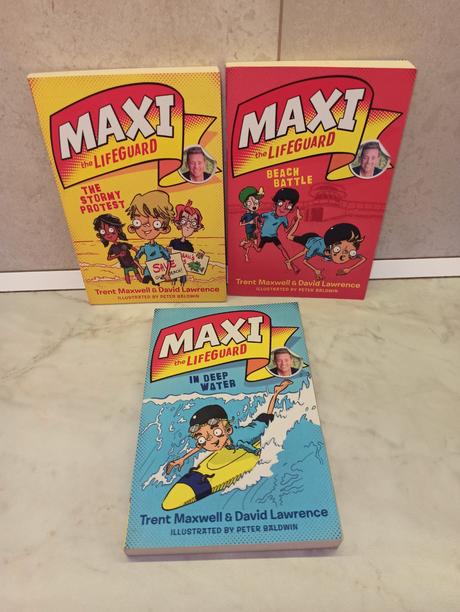 MAXI
the LIFEGUARD
THE
STORMY
PROTEST
SAVE
OUR BEACH!
Trent Maxwell & David Lawrence
ILLUSTRATED BY PETER BALDWIN
MAXI
the LIFEGUARD
BEACH
BATTLE
Trent Maxwell & David Lawrence
ILLUSTRATED BY PETER BALDWIN
MAXI
the LIFEGUARD
IN DEEP
WATER
Trent Maxwell & David Lawrence
ILLUSTRATED BY PETER BALDWIN